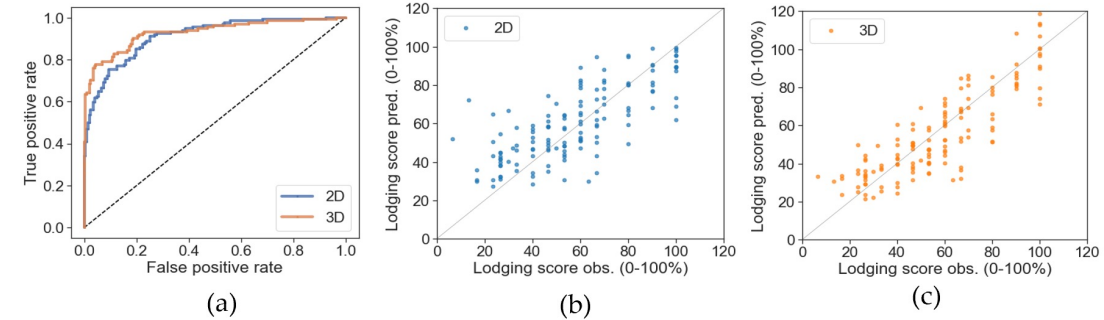 1.0
0.8
0.6
0.4
0.2
0.0
True positive rate
2D
3D
0.0 0.2 0.4 0.6 0.8 1.0
False positive rate
(a)
120
100
80
60
40
20
0
Lodging score pred. (0-100%)
2D
0 20 40 60 80 100 120
Lodging score obs. (0-100%)
(b)
120
100
80
60
40
20
0
Lodging score pred. (0-100%)
3D
0 20 40 60 80 100 120
Lodging score obs. (0-100%)
(c)